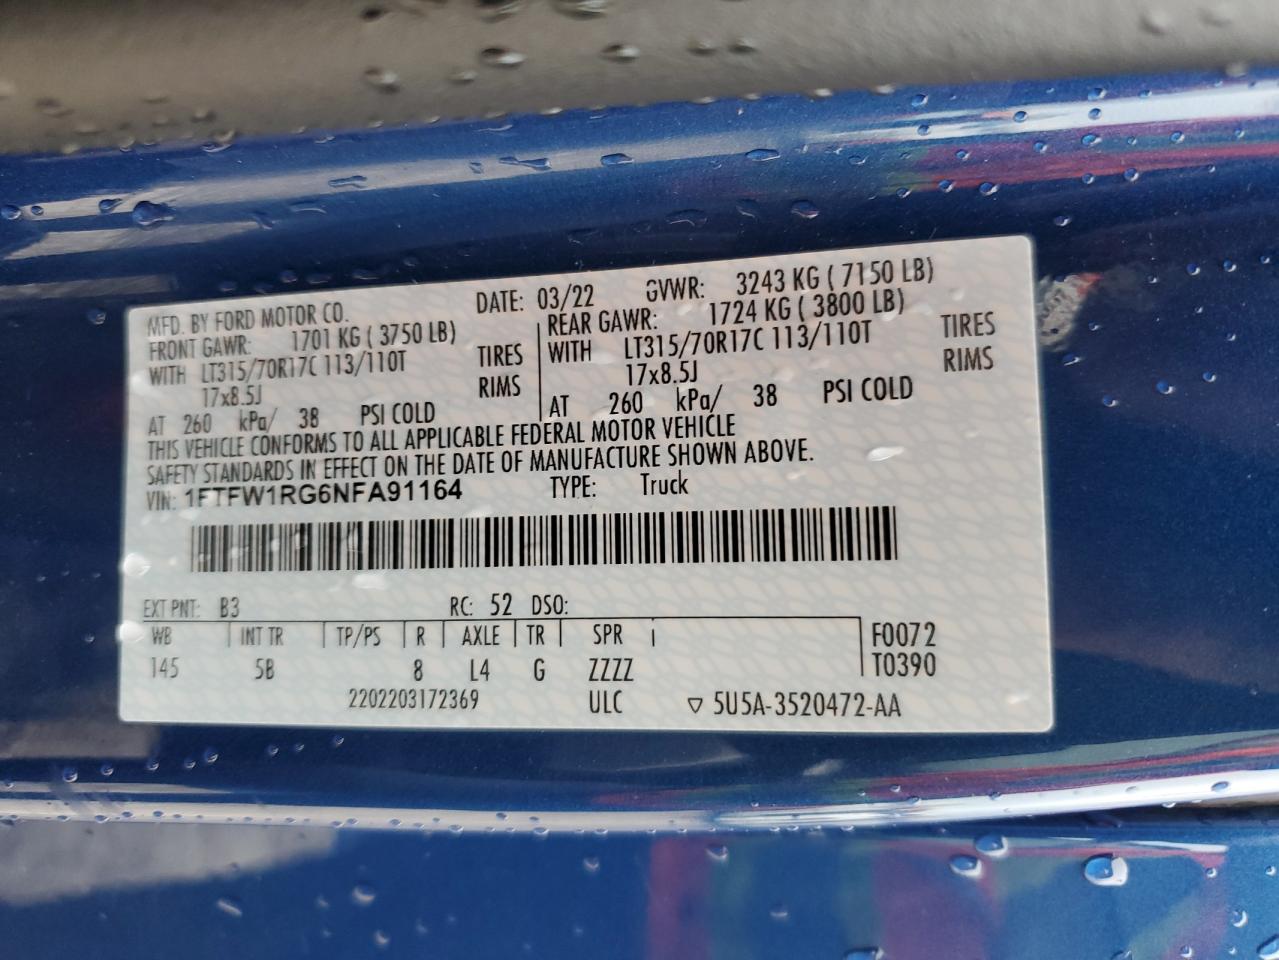 MFD. BY FORD MOTOR CO. DATE: 03/22 GVWR: 3243 KG ( 7150 LB)
FRONT GAWR: 1701 KG ( 3750 LB) REAR GAWR: 1724 KG ( 3800 LB)
WITH LT315/70R17C 113/110T TIRES WITH LT315/70R17C 113/110T TIRES
17x8.5J RIMS 17x8.5J RIMS
AT 260 kPa/ 38 PSI COLD AT 260 kPa/ 38 PSI COLD
THIS VEHICLE CONFORMS TO ALL APPLICABLE FEDERAL MOTOR VEHICLE
SAFETY STANDARDS IN EFFECT ON THE DATE OF MANUFACTURE SHOWN ABOVE.
VIN: 1FTFW1RG6NFA91164 TYPE: Truck
EXT PNT: B3 RC: 52 DSO:
WB INT TR TP/PS R AXLE TR SPR F0072
145 5B 8 L4 G ZZZZ T0390
2202203172369 ULC ▽ 5U5A-3520472-AA